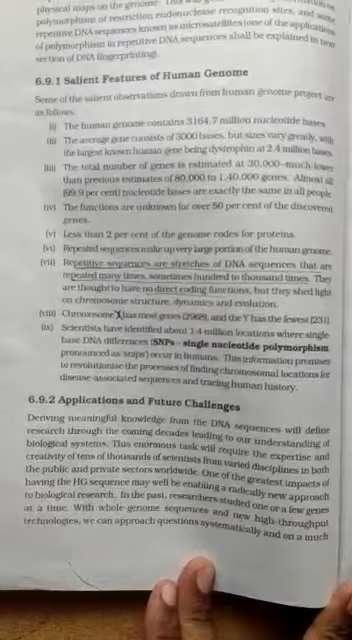 physical maps on the genome. This was
polymorphism of restriction endonuclease recognition sites, and some
repetitive DNA sequences known as microsatellites (one of the applications
of polymorphism in repetitive DNA sequences shall be explained in next
section of DNA fingerprinting).
6.9.1 Salient Features of Human Genome
Some of the salient observations drawn from human genome project are
as follows:
(i) The human genome contains 3164.7 million nucleotide bases.
(ii) The average gene consists of 3000 bases, but sizes vary greatly, with
the largest known human gene being dystrophin at 2.4 million bases.
(iii) The total number of genes is estimated at 30,000–much lower
than previous estimates of 80,000 to 1,40,000 genes. Almost all
(99.9 per cent) nucleotide bases are exactly the same in all people.
(iv) The functions are unknown for over 50 per cent of the discovered
genes.
(v) Less than 2 per cent of the genome codes for proteins.
(vi) Repeated sequences make up very large portion of the human genome.
(vii) Repetitive sequences are stretches of DNA sequences that are
repeated many times, sometimes hundred to thousand times. They
are thought to have no direct coding functions, but they shed light
on chromosome structure, dynamics and evolution.
(viii) Chromosome 1 has most genes (2968), and the Y has the fewest (231).
(ix) Scientists have identified about 1.4 million locations where single-
base DNA differences (SNPs – single nucleotide polymorphism,
pronounced as 'snips') occur in humans. This information promises
to revolutionise the processes of finding chromosomal locations for
disease-associated sequences and tracing human history.
6.9.2 Applications and Future Challenges
Deriving meaningful knowledge from the DNA sequences will define
research through the coming decades leading to our understanding of
biological systems. This enormous task will require the expertise and
creativity of tens of thousands of scientists from varied disciplines in both
the public and private sectors worldwide. One of the greatest impacts of
having the HG sequence may well be enabling a radically new approach
to biological research. In the past, researchers studied one or a few genes
at a time. With whole-genome sequences and new high-throughput
technologies, we can approach questions systematically and on a much